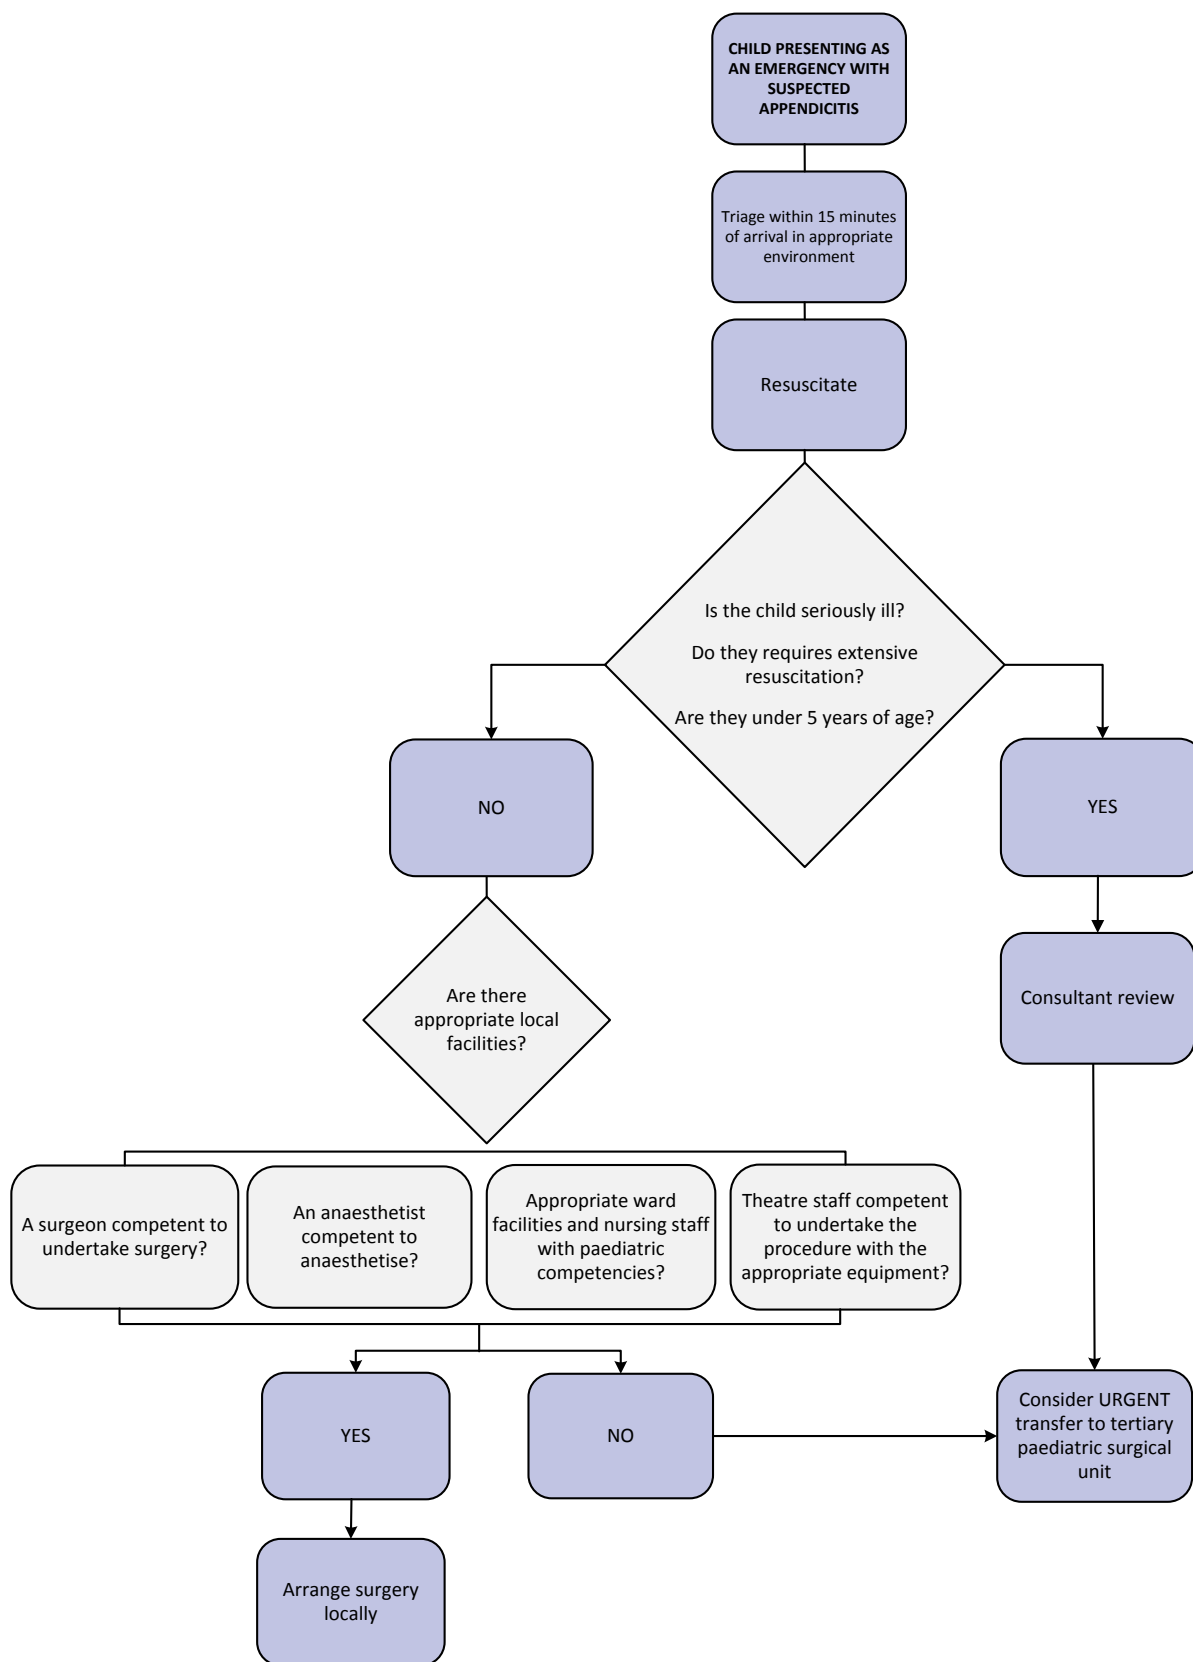 CHILD PRESENTING AS
AN EMERGENCY WITH
SUSPECTED
APPENDICITIS
Triage within 15 minutes
of arrival in appropriate
environment
Resuscitate
Is the child seriously ill?
Do they requires extensive
resuscitation?
Are they under 5 years of age?
NO
YES
Consultant review
Are there
appropriate local
facilities?
A surgeon competent to
undertake surgery?
An anaesthetist
competent to
anaesthetise?
Appropriate ward
facilities and nursing staff
with paediatric
competencies?
Theatre staff competent
to undertake the
procedure with the
appropriate equipment?
YES
NO
Consider URGENT
transfer to tertiary
paediatric surgical
unit
Arrange surgery
locally